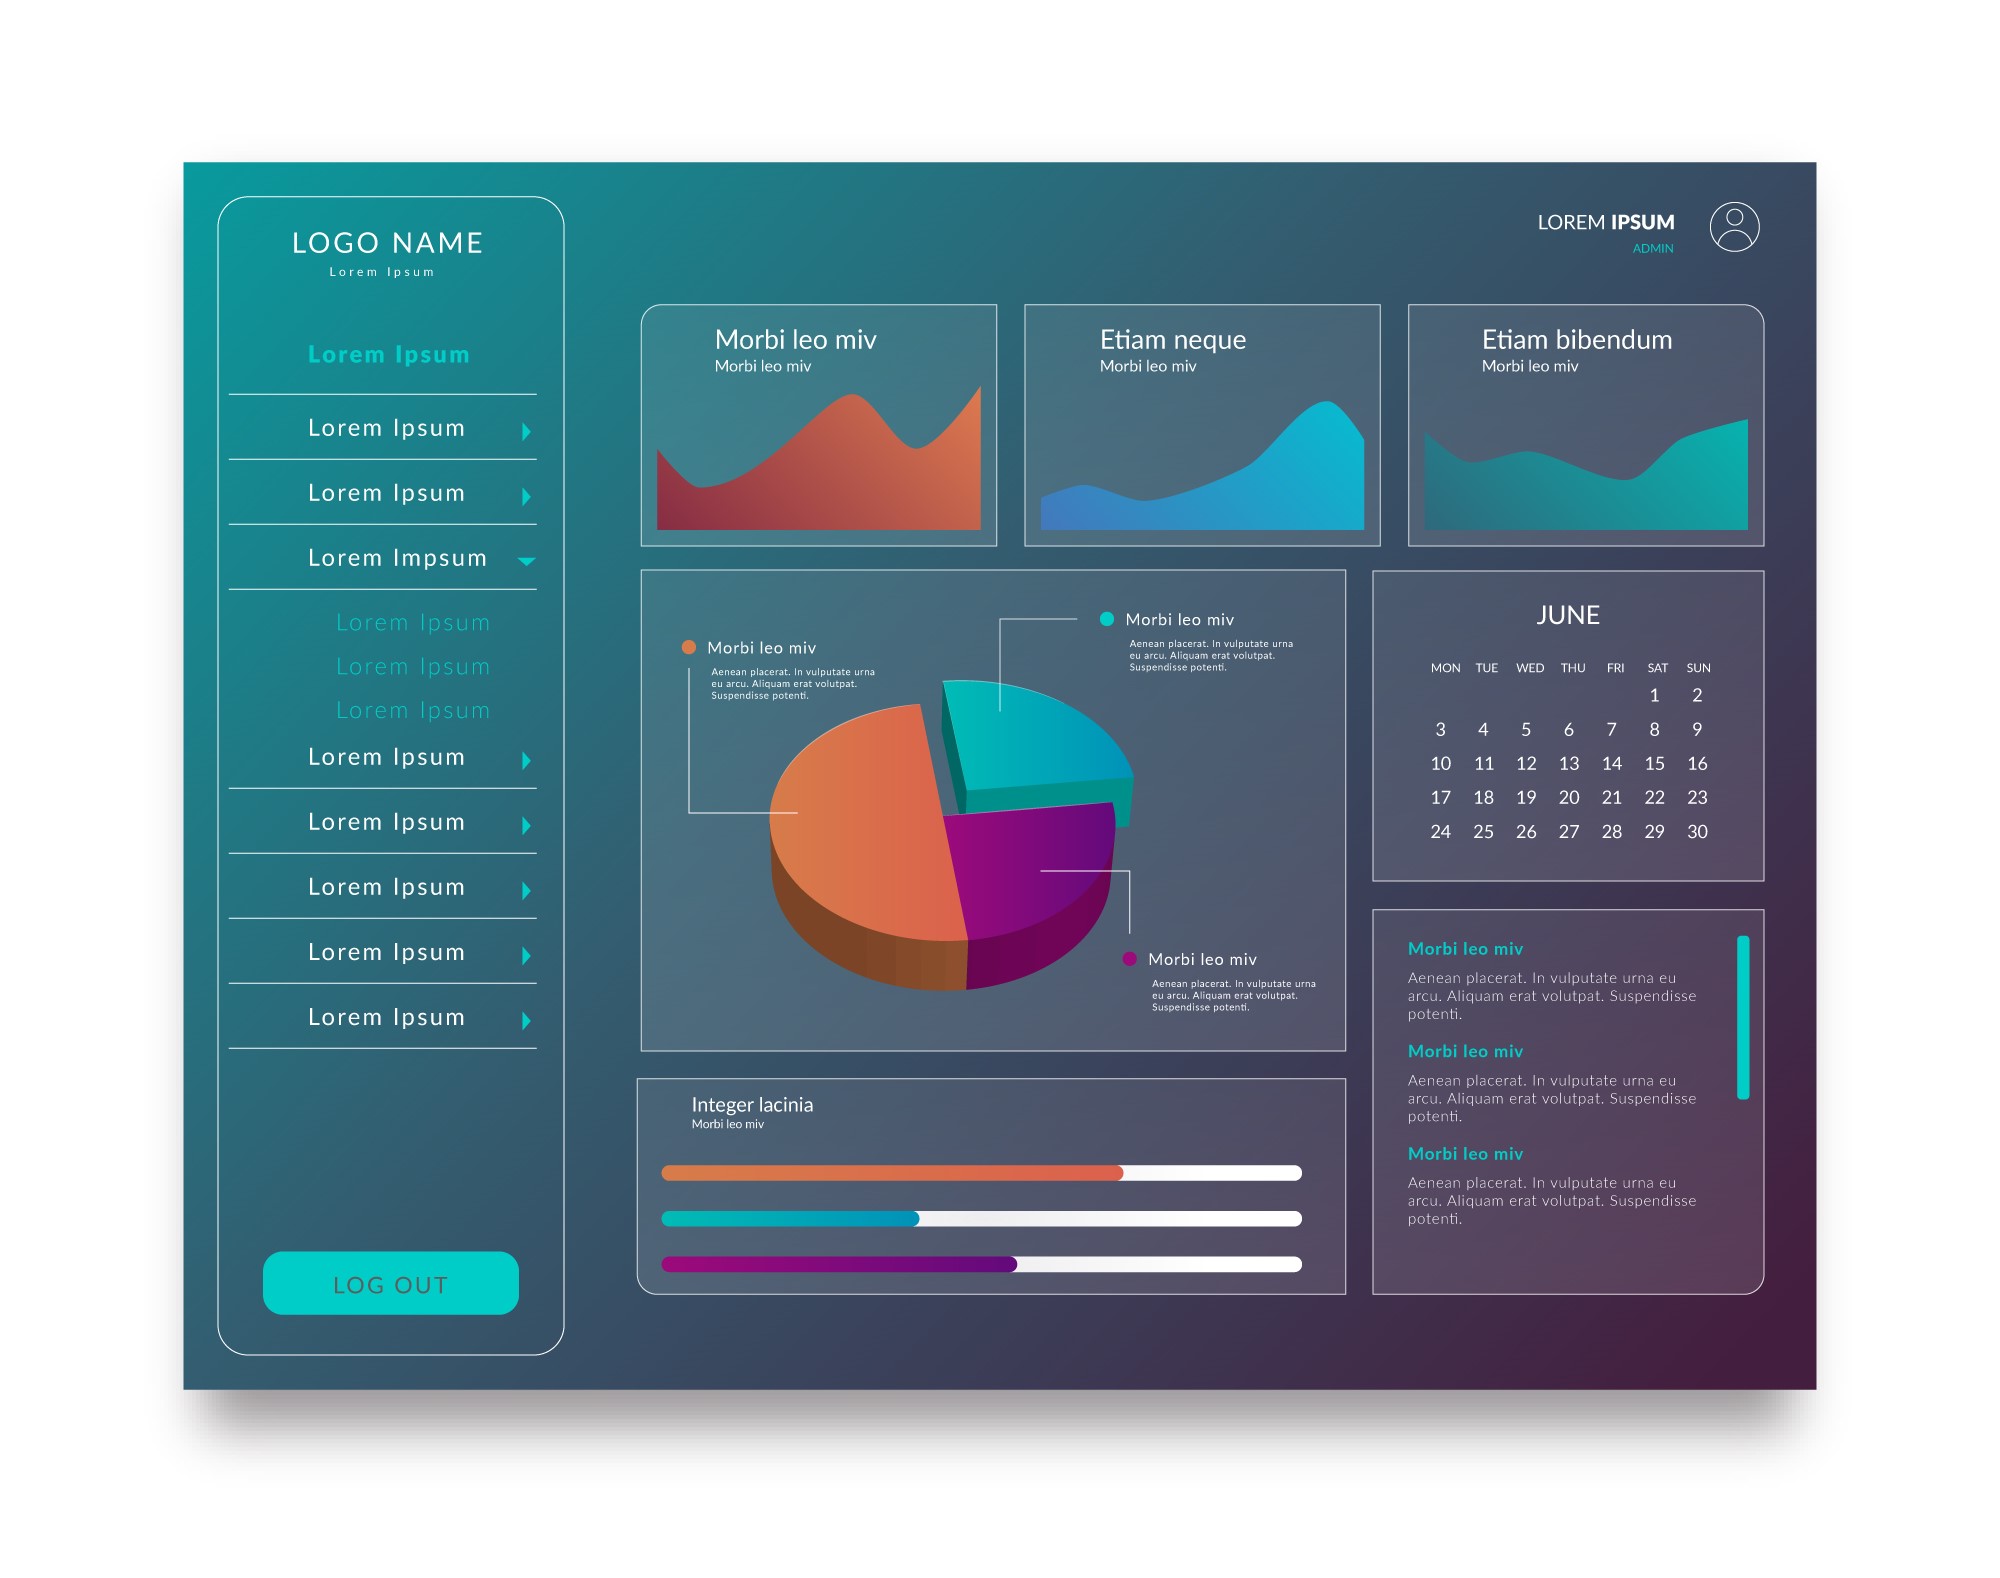 LOGO NAME
Lorem Ipsum
Lorem Ipsum
Lorem Ipsum
Lorem Ipsum
Lorem Impsum
Lorem Ipsum
Lorem Ipsum
Lorem Ipsum
Lorem Ipsum
Lorem Ipsum
Lorem Ipsum
Lorem Ipsum
Lorem Ipsum
LOG OUT
LOREM IPSUM
ADMIN
Morbi leo miv
Morbi leo miv
Etiam neque
Morbi leo miv
Etiam bibendum
Morbi leo miv
Morbi leo miv
Aenean placerat. In vulputate urna
eu arcu. Aliquam erat volutpat.
Suspendisse potenti.
Morbi leo miv
Aenean placerat. In vulputate urna
eu arcu. Aliquam erat volutpat.
Suspendisse potenti.
Morbi leo miv
Aenean placerat. In vulputate urna
eu arcu. Aliquam erat volutpat.
Suspendisse potenti.
JUNE
MON TUE WED THU FRI SAT SUN
1 2
3 4 5 6 7 8 9
10 11 12 13 14 15 16
17 18 19 20 21 22 23
24 25 26 27 28 29 30
Integer lacinia
Morbi leo miv
Morbi leo miv
Aenean placerat. In vulputate urna eu
arcu. Aliquam erat volutpat. Suspendisse
potenti.
Morbi leo miv
Aenean placerat. In vulputate urna eu
arcu. Aliquam erat volutpat. Suspendisse
potenti.
Morbi leo miv
Aenean placerat. In vulputate urna eu
arcu. Aliquam erat volutpat. Suspendisse
potenti.